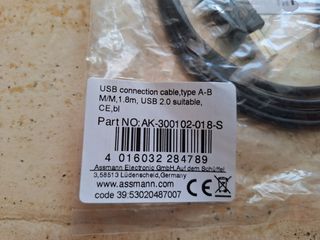 USB connection cable,type A-B
M/M,1.8m, USB 2.0 suitable,
CE,bl
Part NO:AK-300102-018-S
4 016032 284789
Assmann Electronic GmbH,Auf dem Schüffel
3,58513 Lüdenscheid,Germany
www.assmann.com
code 39:53020487007
CE